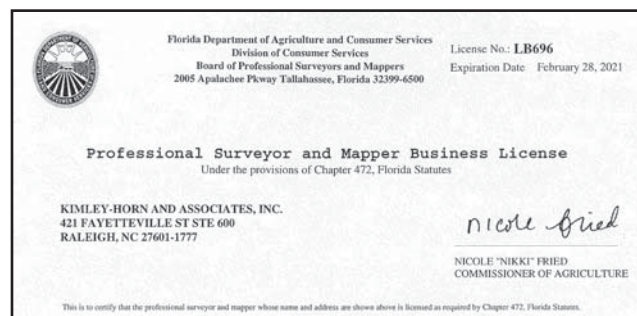 Florida Department of Agriculture and Consumer Services
Division of Consumer Services
Board of Professional Surveyors and Mappers
2005 Apalachee Pkway Tallahassee, Florida 32399-6500
License No.: LB696
Expiration Date February 28, 2021
Professional Surveyor and Mapper Business License
Under the provisions of Chapter 472, Florida Statutes
KIMLEY-HORN AND ASSOCIATES, INC.
421 FAYETTEVILLE ST STE 600
RALEIGH, NC 27601-1777
Nicole Fried
NICOLE "NIKKI" FRIED
COMMISSIONER OF AGRICULTURE
This is to certify that the professional surveyor and mapper whose name and address are shown above is licensed as required by Chapter 472, Florida Statutes.